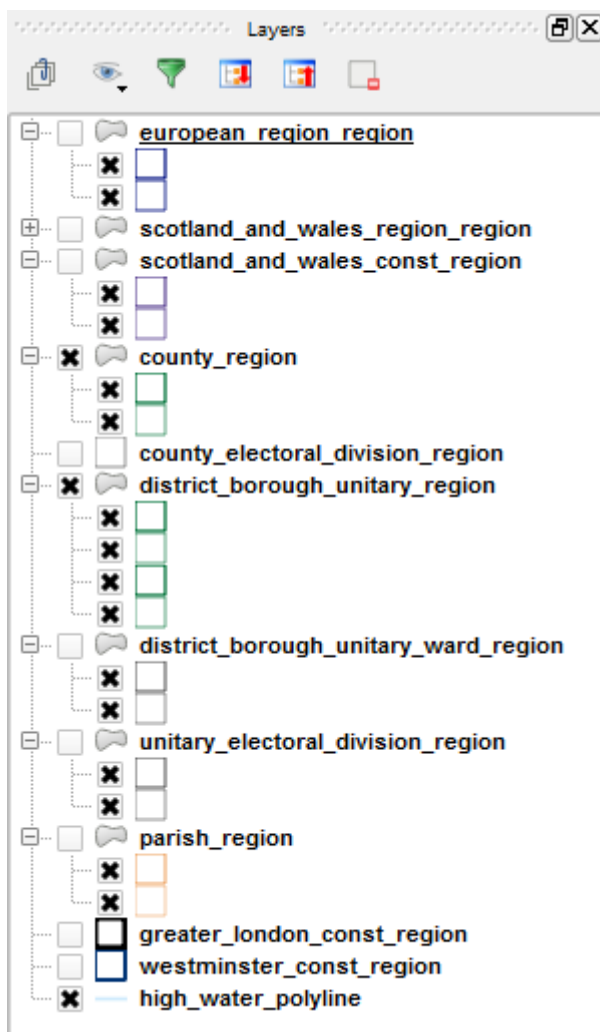 Layers
european_region_region
scotland_and_wales_region_region
scotland_and_wales_const_region
county_region
county_electoral_division_region
district_borough_unitary_region
district_borough_unitary_ward_region
unitary_electoral_division_region
parish_region
greater_london_const_region
westminster_const_region
high_water_polyline